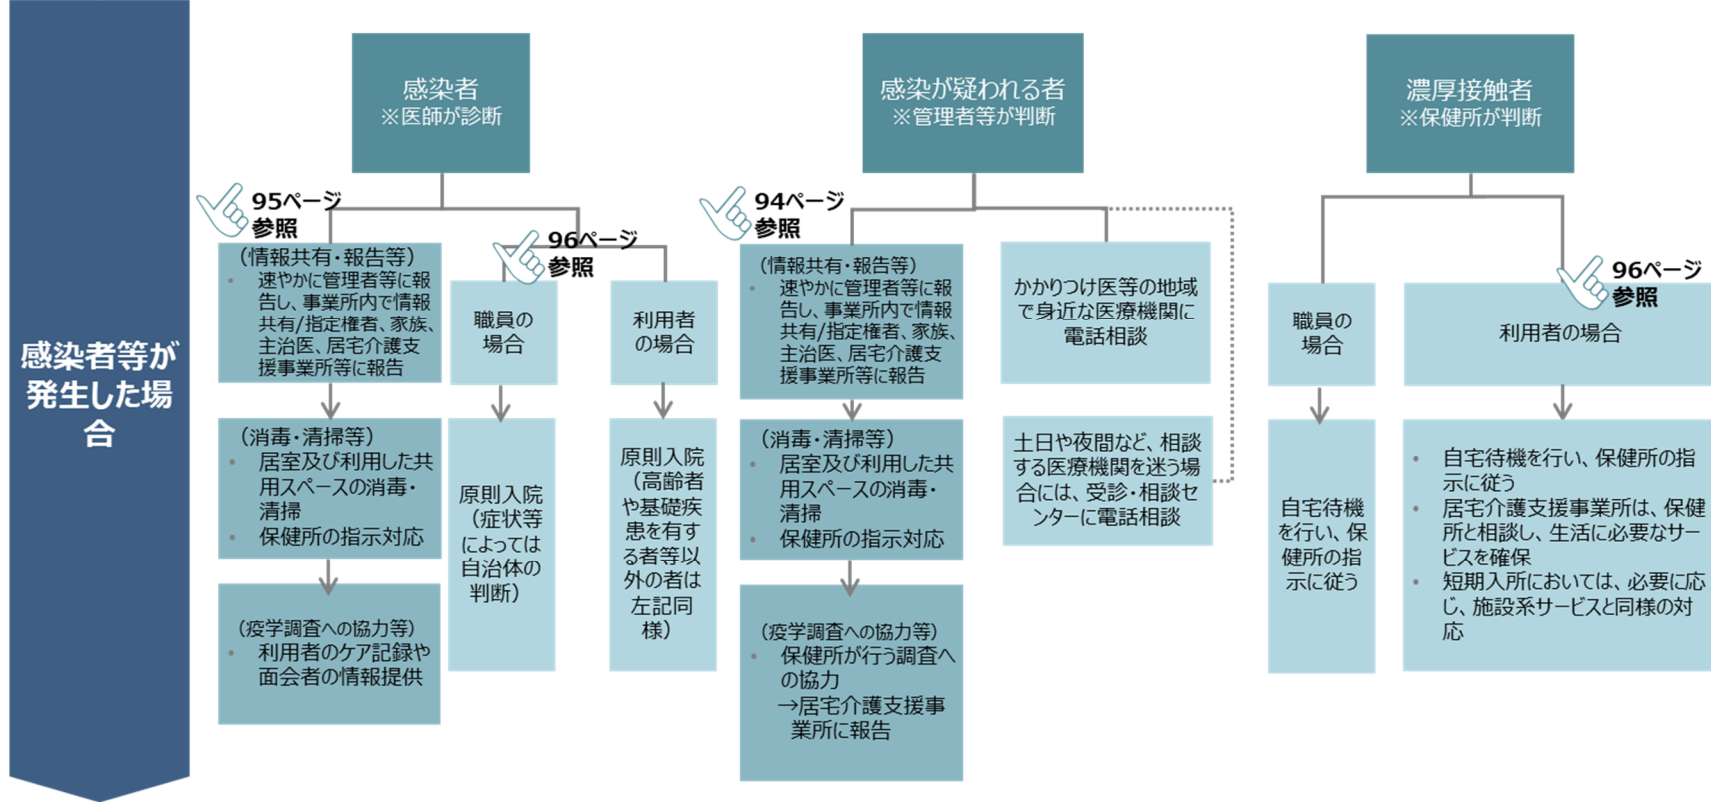 感染者等が
発生した場
合
感染者
※医師が診断
95ページ
参照
（情報共有・報告等）
• 速やかに管理者等に報
告し、事業所内で情報
共有/指定権者、家族、
主治医、居宅介護支
援事業所等に報告
（消毒・清掃等）
• 居室及び利用した共
用スペースの消毒・
清掃
• 保健所の指示対応
（疫学調査への協力等）
• 利用者のケア記録や
面会者の情報提供
96ページ
参照
職員の
場合
原則入院
（症状等
によっては
自治体の
判断）
利用者
の場合
原則入院
（高齢者
や基礎疾
患を有す
る者等以
外の者は
左記同
様）
感染が疑われる者
※管理者等が判断
94ページ
参照
（情報共有・報告等）
• 速やかに管理者等に報
告し、事業所内で情報
共有/指定権者、家族、
主治医、居宅介護支
援事業所等に報告
（消毒・清掃等）
• 居室及び利用した共
用スペースの消毒・
清掃
• 保健所の指示対応
（疫学調査への協力等）
• 保健所が行う調査へ
の協力
→居宅介護支援事
業所に報告
かかりつけ医等の地域
で身近な医療機関に
電話相談
土日や夜間など、相談
する医療機関を迷う場
合には、受診・相談セ
ンターに電話相談
濃厚接触者
※保健所が判断
職員の
場合
自宅待機
を行い、保
健所の指
示に従う
96ページ
参照
利用者の場合
• 自宅待機を行い、保健所の指
示に従う
• 居宅介護支援事業所は、保健
所と相談し、生活に必要なサー
ビスを確保
• 短期入所においては、必要に応
じ、施設系サービスと同様の対
応